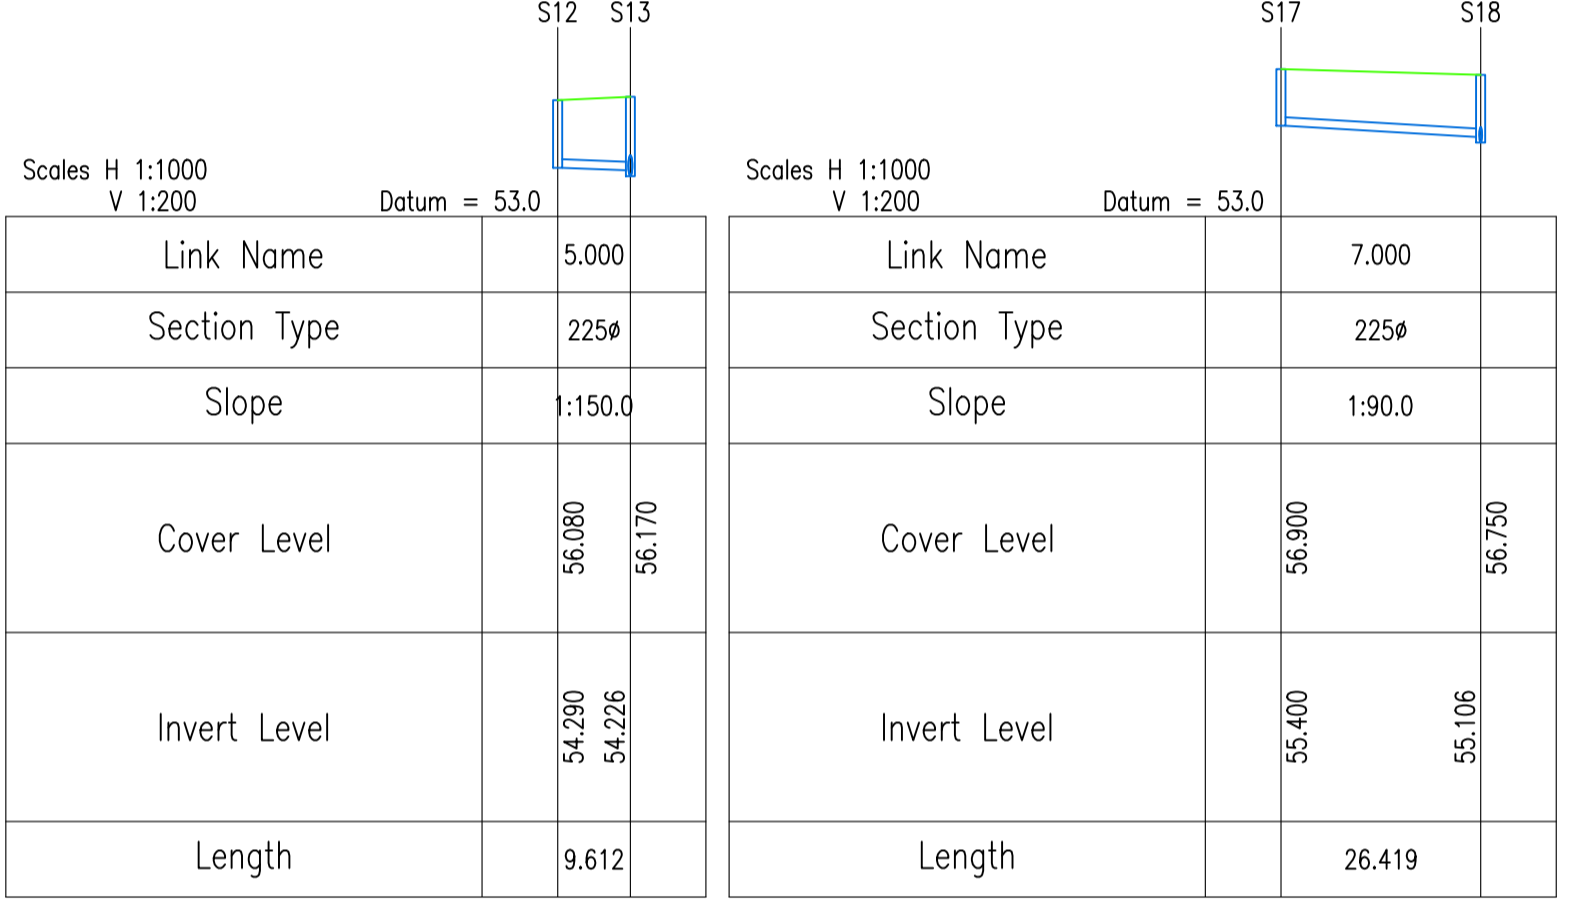 S12 S13
Scales H 1:1000
V 1:200 Datum = 53.0
Link Name 5.000
Section Type 225ø
Slope 1:150.0
Cover Level 56.080 56.170
Invert Level 54.290 54.226
Length 9.612
S17 S18
Scales H 1:1000
V 1:200 Datum = 53.0
Link Name 7.000
Section Type 225ø
Slope 1:90.0
Cover Level 56.900 56.750
Invert Level 55.400 55.106
Length 26.419